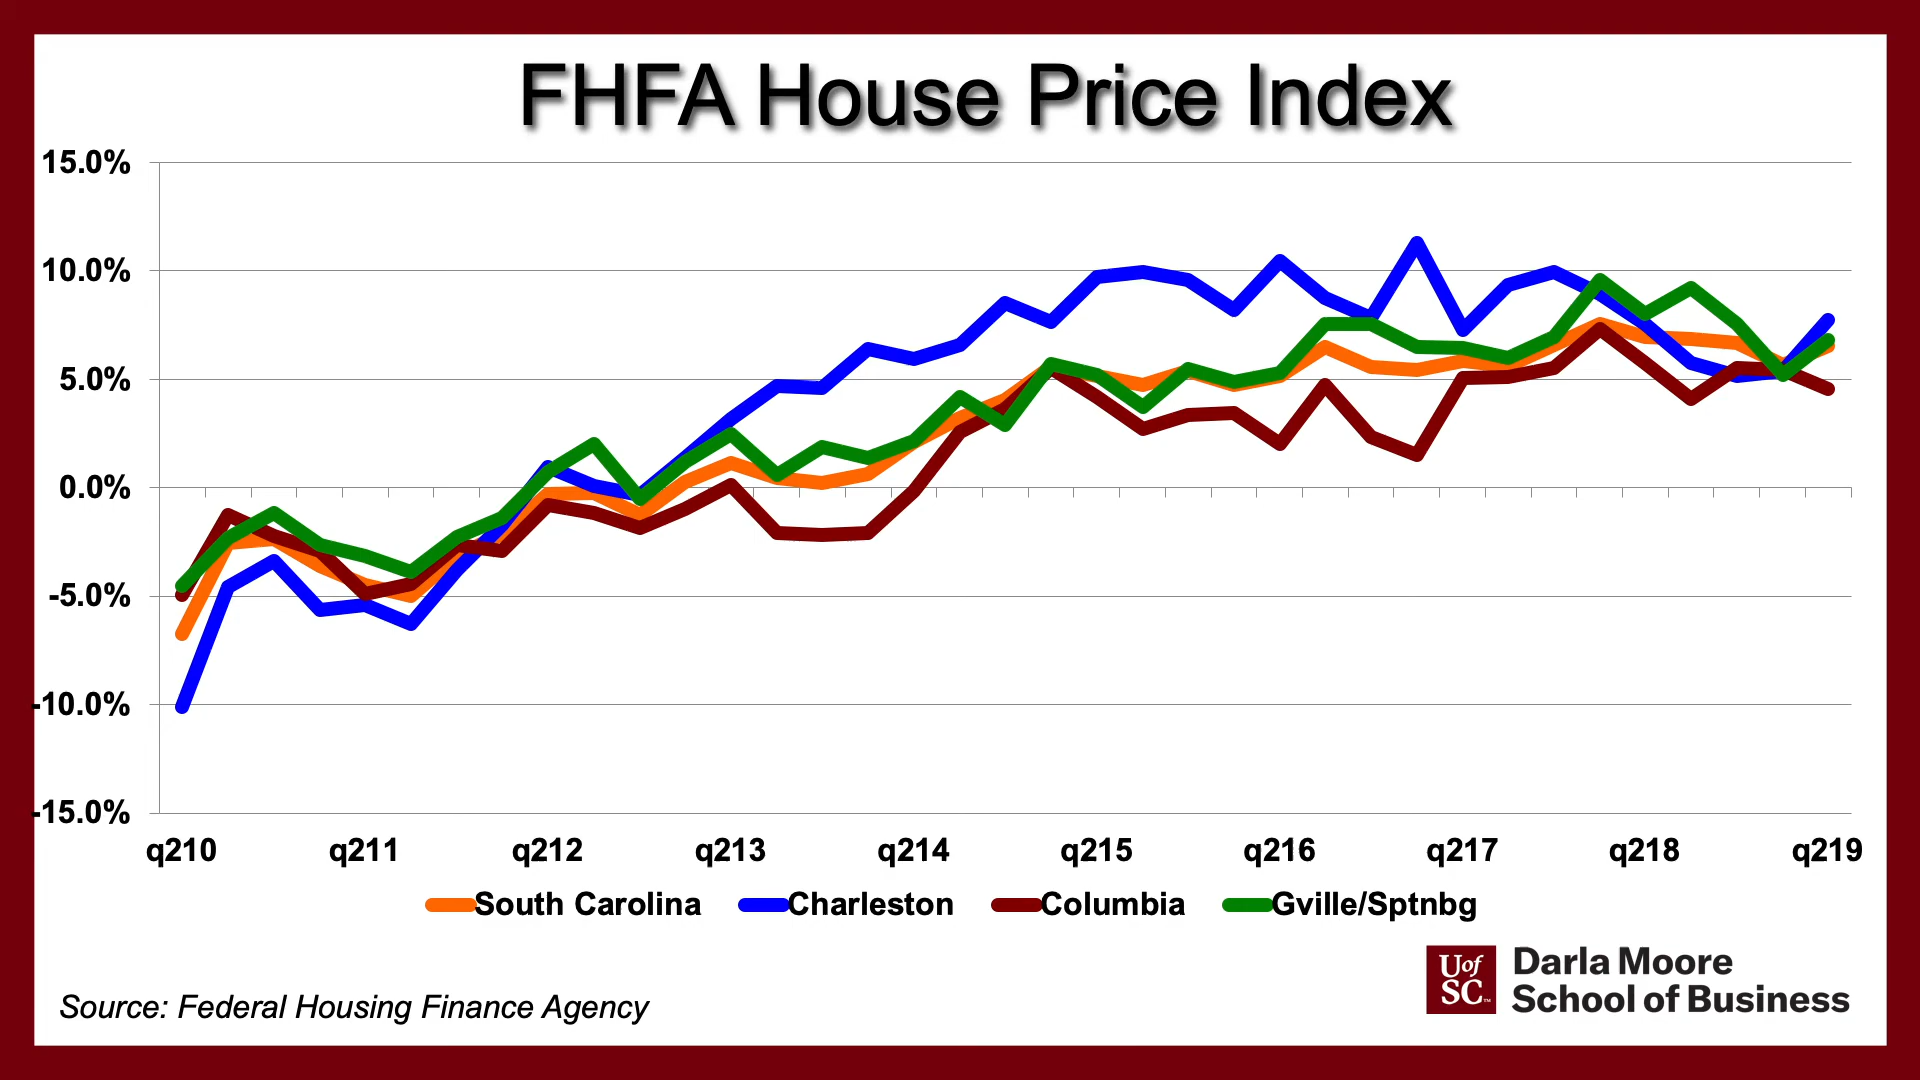 FHFA House Price Index
15.0%
10.0%
5.0%
0.0%
-5.0%
-10.0%
-15.0%
q210 q211 q212 q213 q214 q215 q216 q217 q218 q219
South Carolina Charleston Columbia Gville/Sptnbg
UofSC™
Darla Moore
School of Business
Source: Federal Housing Finance Agency